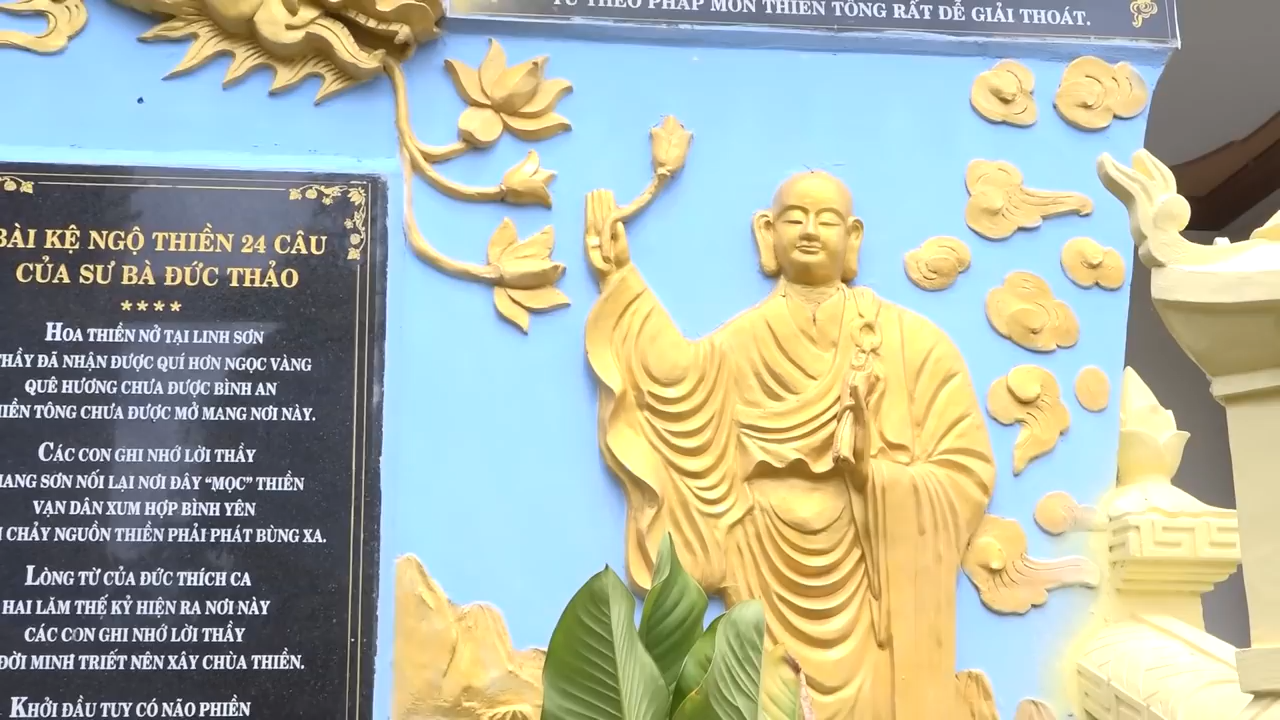 TU THEO PHÁP MÔN THIỀN TÔNG RẤT DỄ GIẢI THOÁT.
BÀI KỆ NGỘ THIỀN 24 CÂU
CỦA SƯ BÀ ĐỨC THẢO
****
HOA THIỀN NỞ TẠI LINH SƠN
THẦY ĐÃ NHẬN ĐƯỢC QUÍ HƠN NGỌC VÀNG
QUÊ HƯƠNG CHƯA ĐƯỢC BÌNH AN
THIỀN TÔNG CHƯA ĐƯỢC MỞ MANG NƠI NÀY.
CÁC CON GHI NHỚ LỜI THẦY
SƠN NỐI LẠI NƠI ĐÂY “MỌC” THIỀN
VẠN DÂN XUM HỢP BÌNH YÊN
CHẢY NGUỒN THIỀN PHẢI PHÁT BÙNG XA.
LÒNG TỪ CỦA ĐỨC THÍCH CA
HAI LĂM THẾ KỶ HIỆN RA NƠI NÀY
CÁC CON GHI NHỚ LỜI THẦY
ĐỜI MINH TRIẾT NÊN XÂY CHÙA THIỀN.
KHỞI ĐẦU TUY CÓ NÃO PHIỀN